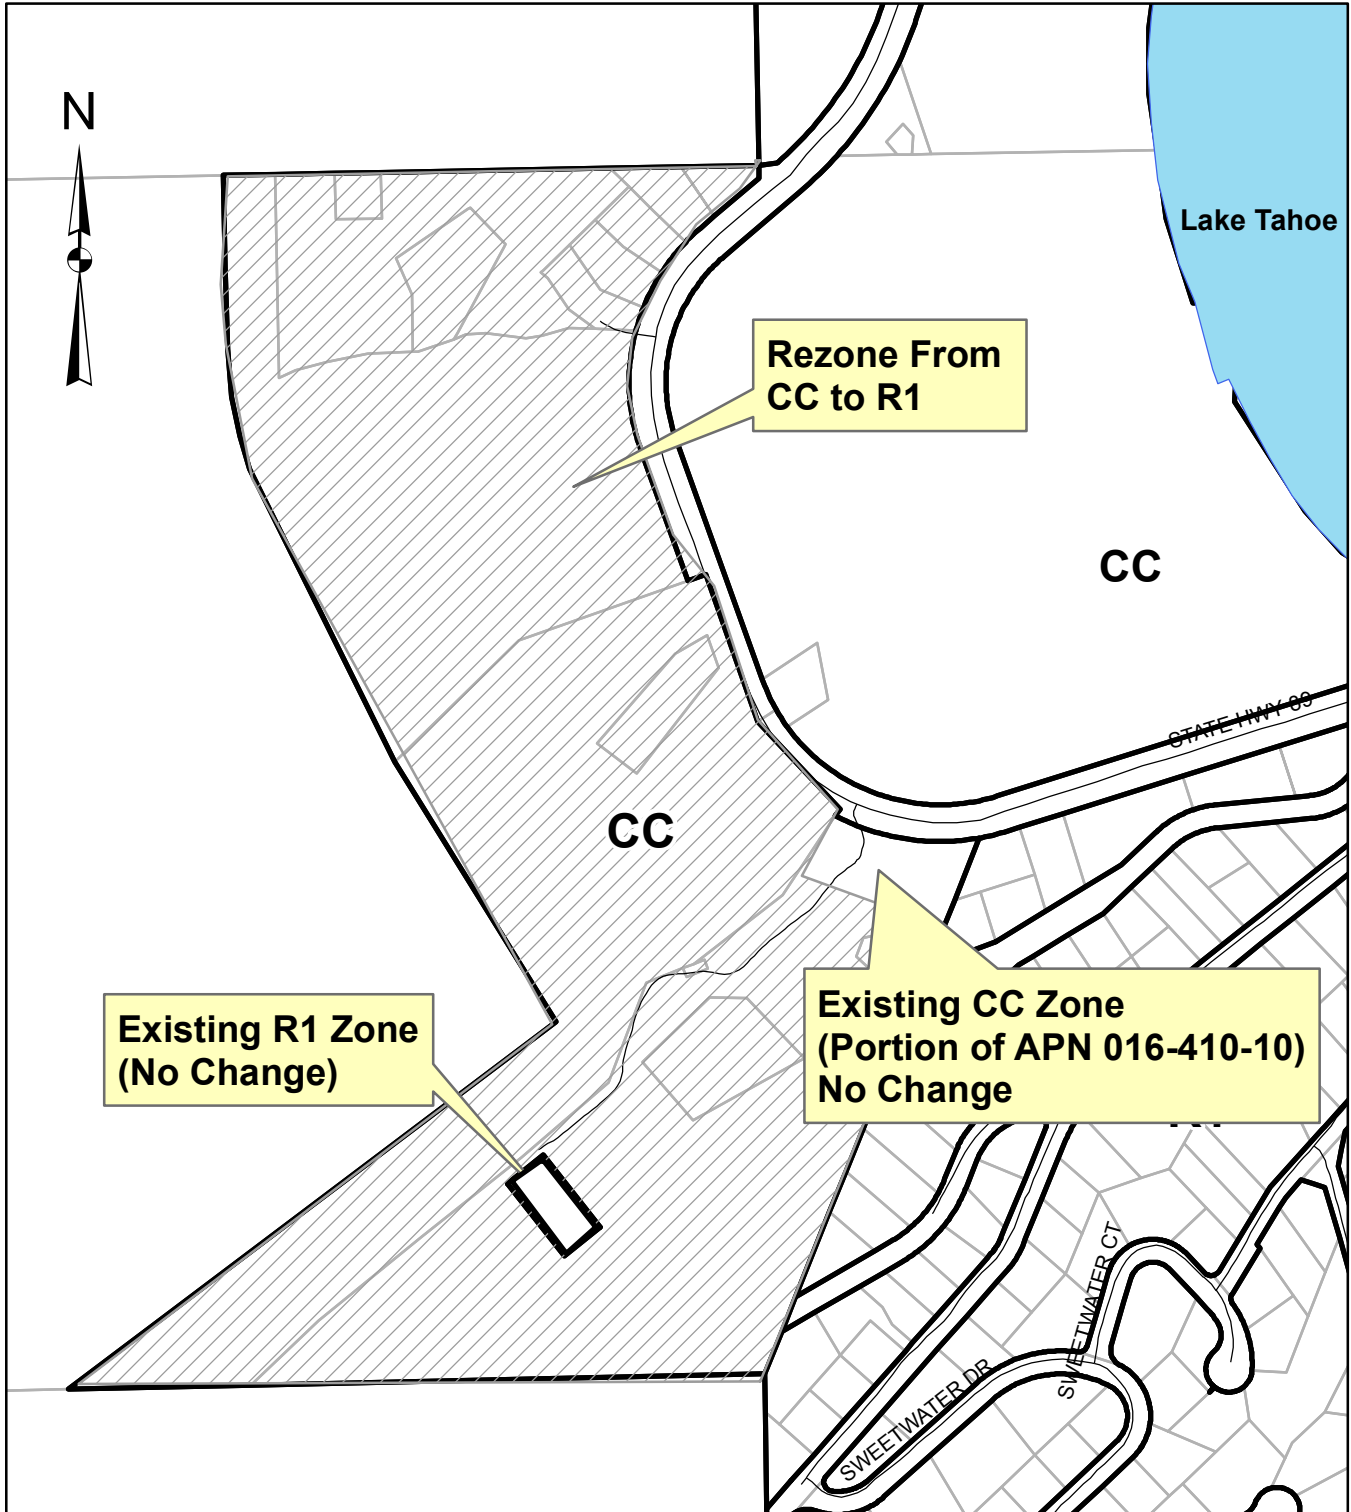 N
Lake Tahoe
Rezone From
CC to R1
CC
STATE HWY 89
CC
Existing CC Zone
(Portion of APN 016-410-10)
No Change
Existing R1 Zone
(No Change)
SWEETWATER CT
SWEETWATER DR